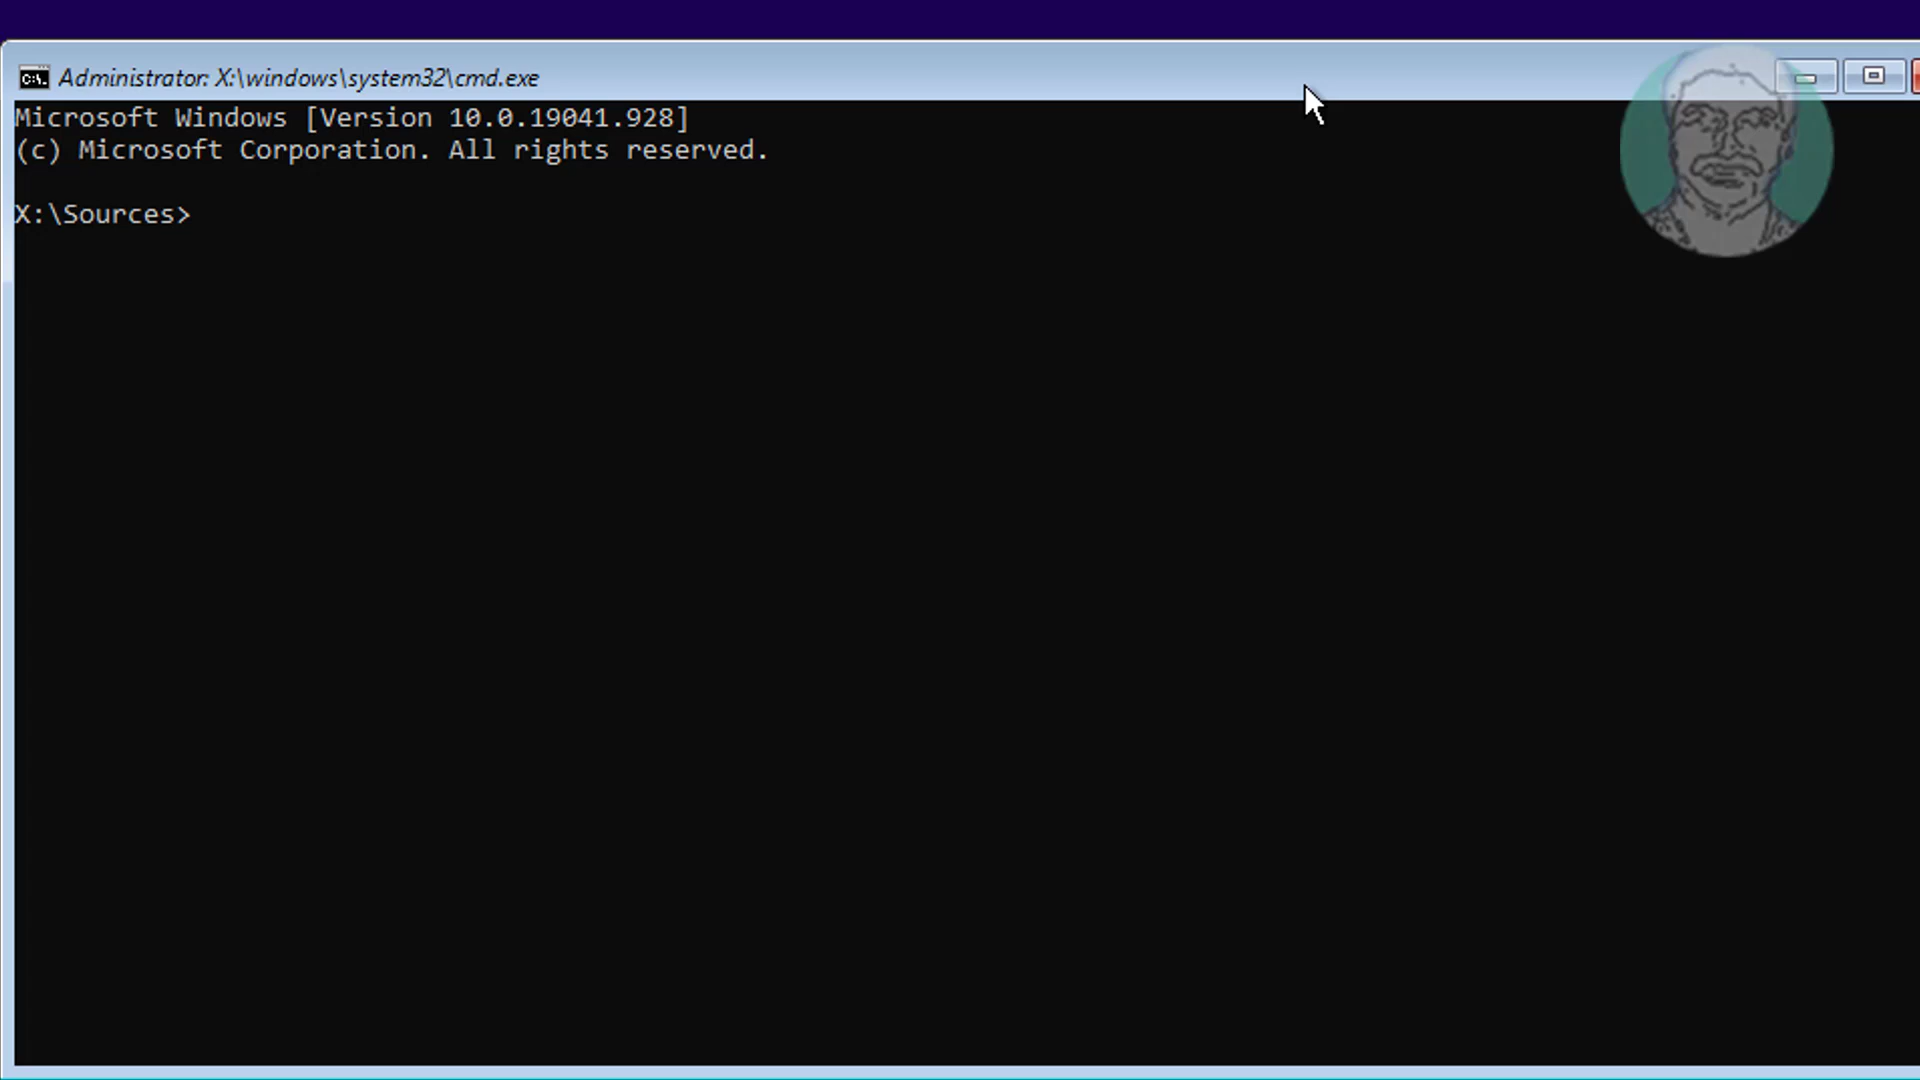 Administrator: X:\windows\system32\cmd.exe
Microsoft Windows [Version 10.0.19041.928]
(c) Microsoft Corporation. All rights reserved.
X:\Sources>